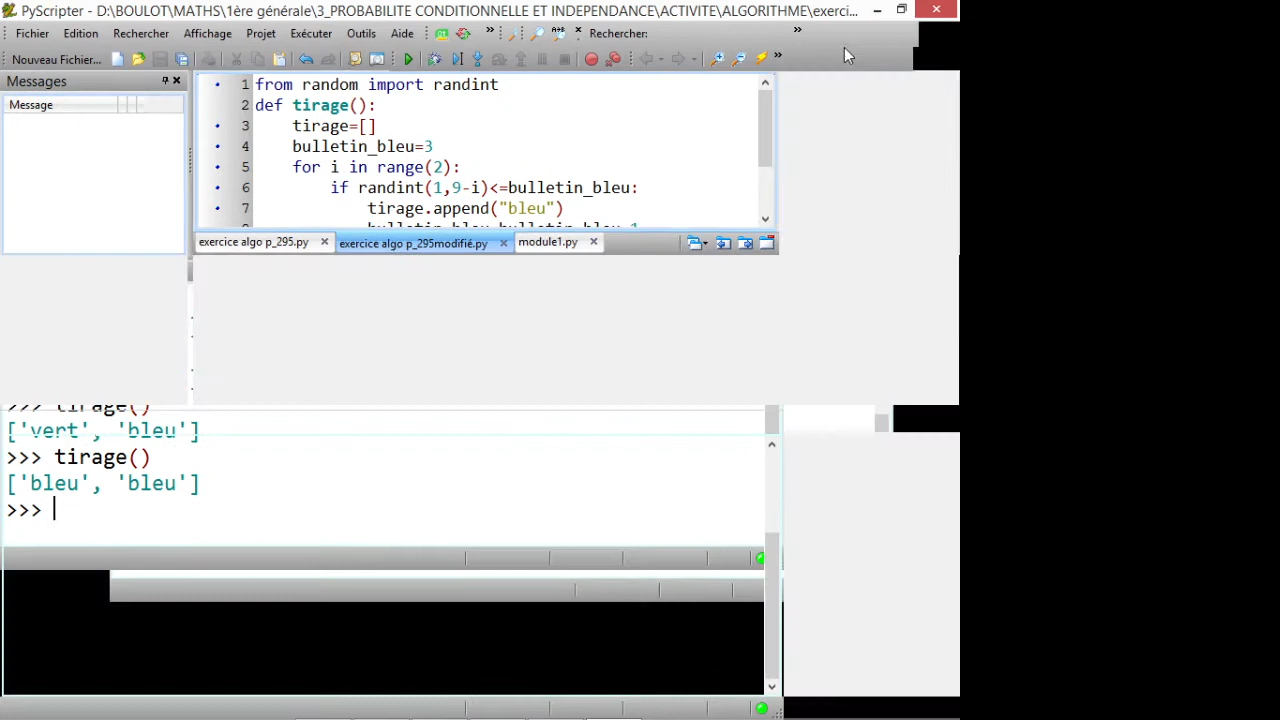 PyScripter - D:\BOULOT\MATHS\1ère générale\3_PROBABILITE CONDITIONNELLE ET INDEPENDANCE\ACTIVITE\ALGORITHME\exerci...
Fichier Edition Rechercher Affichage Projet Exécuter Outils Aide » » Rechercher: »
Nouveau Fichier... »
Messages
Message
1 from random import randint
2 def tirage():
3 tirage=[]
4 bulletin_bleu=3
5 for i in range(2):
6 if randint(1,9-i)<=bulletin_bleu:
7 tirage.append("bleu")
exercice algo p_295.py exercice algo p_295modifié.py module1.py
>>> tirage()
['vert', 'bleu']
>>> tirage()
['bleu', 'bleu']
>>>